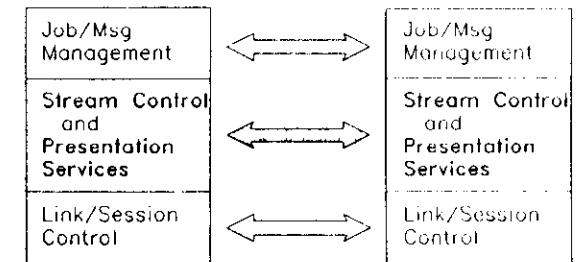 Job/Msg
Management
Stream Control
and
Presentation
Services
Link/Session
Control
Job/Msg
Management
Stream Control
and
Presentation
Services
Link/Session
Control